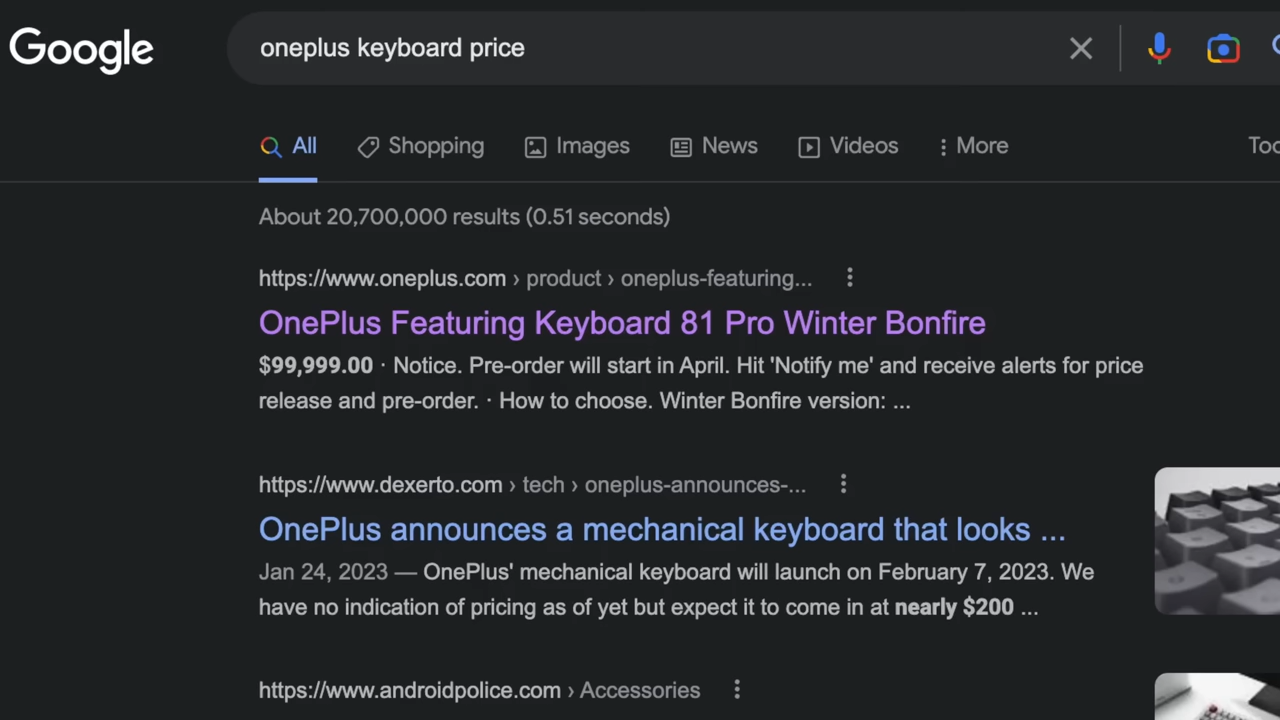 Google
oneplus keyboard price
All Shopping Images News Videos More
About 20,700,000 results (0.51 seconds)
https://www.oneplus.com › product › oneplus-featuring...
OnePlus Featuring Keyboard 81 Pro Winter Bonfire
$99,999.00 · Notice. Pre-order will start in April. Hit 'Notify me' and receive alerts for price
release and pre-order. · How to choose. Winter Bonfire version: ...
https://www.dexerto.com › tech › oneplus-announces-...
OnePlus announces a mechanical keyboard that looks ...
Jan 24, 2023 — OnePlus' mechanical keyboard will launch on February 7, 2023. We
have no indication of pricing as of yet but expect it to come in at nearly $200 ...
https://www.androidpolice.com › Accessories